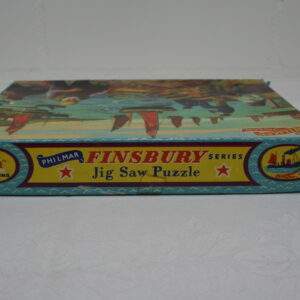 PHILMAR FINSBURY SERIES
Jig Saw Puzzle